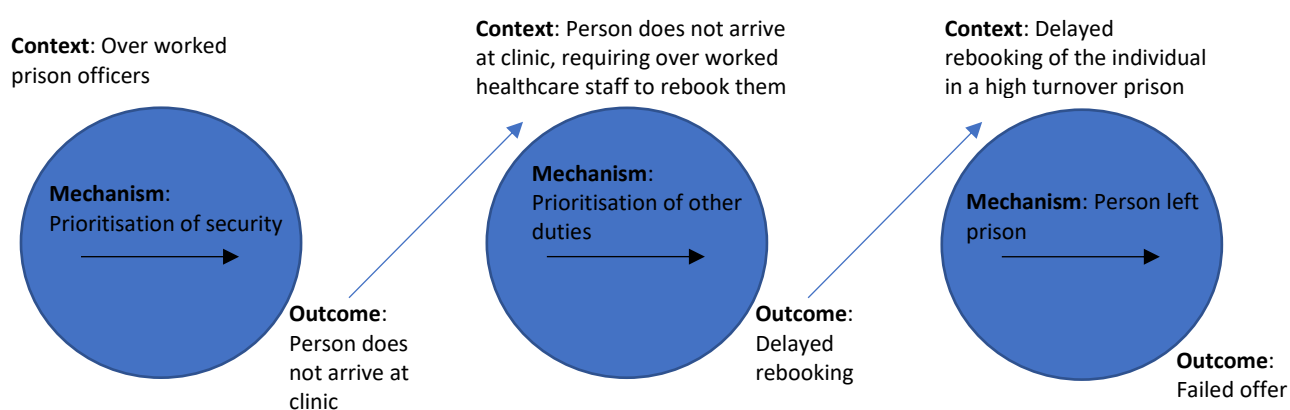 Context: Over worked
prison officers
Mechanism:
Prioritisation of security
Outcome:
Person does
not arrive at
clinic
Context: Person does not arrive
at clinic, requiring over worked
healthcare staff to rebook them
Mechanism:
Prioritisation of other
duties
Outcome:
Delayed
rebooking
Context: Delayed
rebooking of the individual
in a high turnover prison
Mechanism: Person left
prison
Outcome:
Failed offer